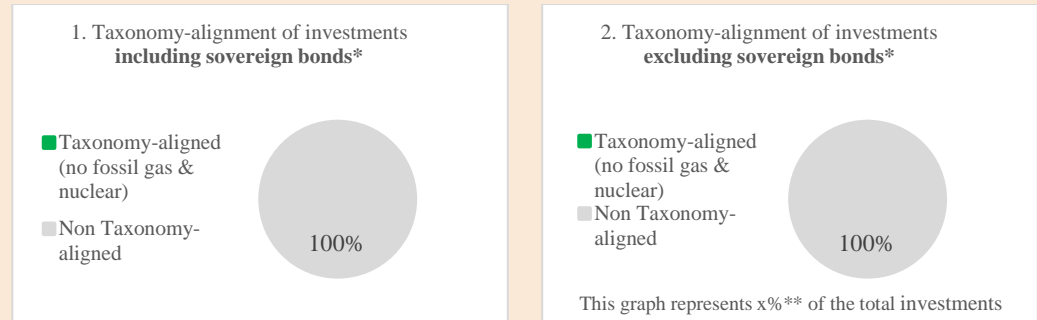 1. Taxonomy-alignment of investments
including sovereign bonds*
Taxonomy-aligned
(no fossil gas &
nuclear)
Non Taxonomy-
aligned
100%
2. Taxonomy-alignment of investments
excluding sovereign bonds*
Taxonomy-aligned
(no fossil gas &
nuclear)
Non Taxonomy-
aligned
100%
This graph represents x%** of the total investments